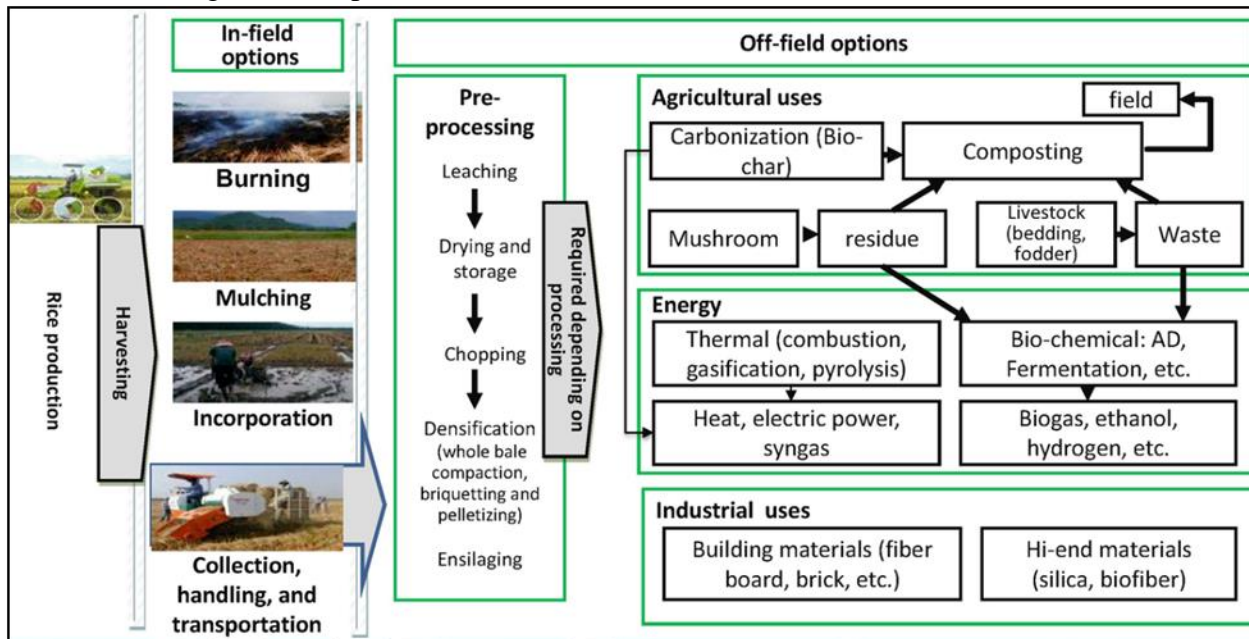 In-field
options
Off-field options
Rice production
Harvesting
Burning
Mulching
Incorporation
Collection,
handling, and
transportation
Pre-
processing
Leaching
Drying and
storage
Chopping
Densification
(whole bale
compaction,
briquetting and
pelletizing)
Ensilaging
Required depending on
processing
Agricultural uses
field
Carbonization (Bio-
char)
Composting
Mushroom
residue
Livestock
(bedding,
fodder)
Waste
Energy
Thermal (combustion,
gasification, pyrolysis)
Bio-chemical: AD,
Fermentation, etc.
Heat, electric power,
syngas
Biogas, ethanol,
hydrogen, etc.
Industrial uses
Building materials (fiber
board, brick, etc.)
Hi-end materials
(silica, biofiber)